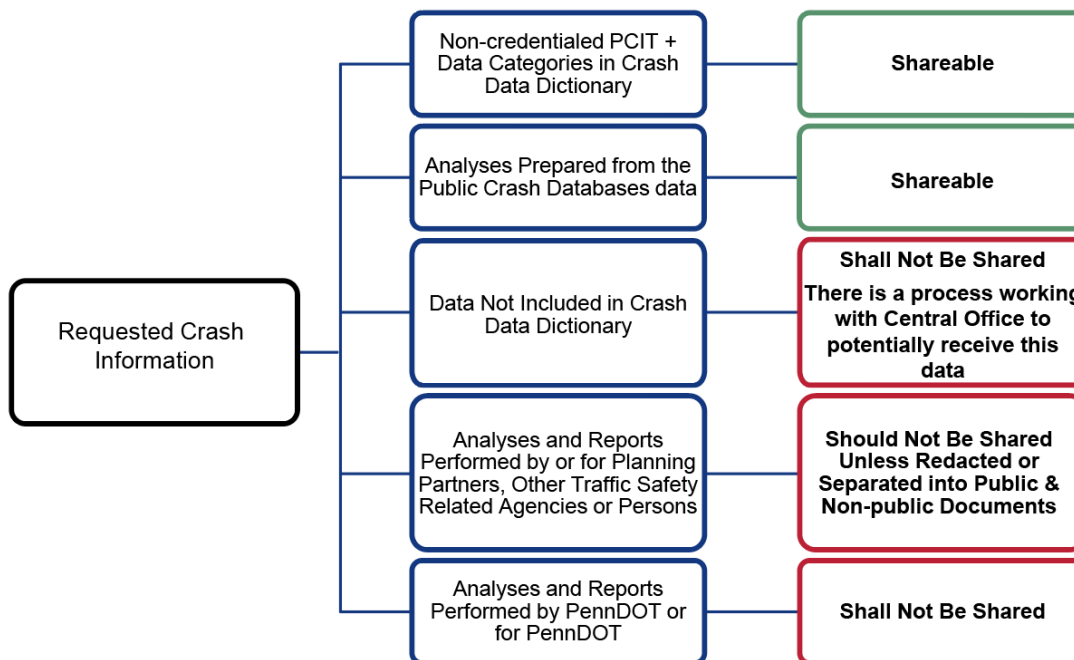 Requested Crash
Information
Non-credentialed PCIT +
Data Categories in Crash
Data Dictionary
Shareable
Analyses Prepared from the
Public Crash Databases data
Shareable
Data Not Included in Crash
Data Dictionary
Shall Not Be Shared
There is a process working
with Central Office to
potentially receive this
data
Analyses and Reports
Performed by or for Planning
Partners, Other Traffic Safety
Related Agencies or Persons
Should Not Be Shared
Unless Redacted or
Separated into Public &
Non-public Documents
Analyses and Reports
Performed by PennDOT or
for PennDOT
Shall Not Be Shared